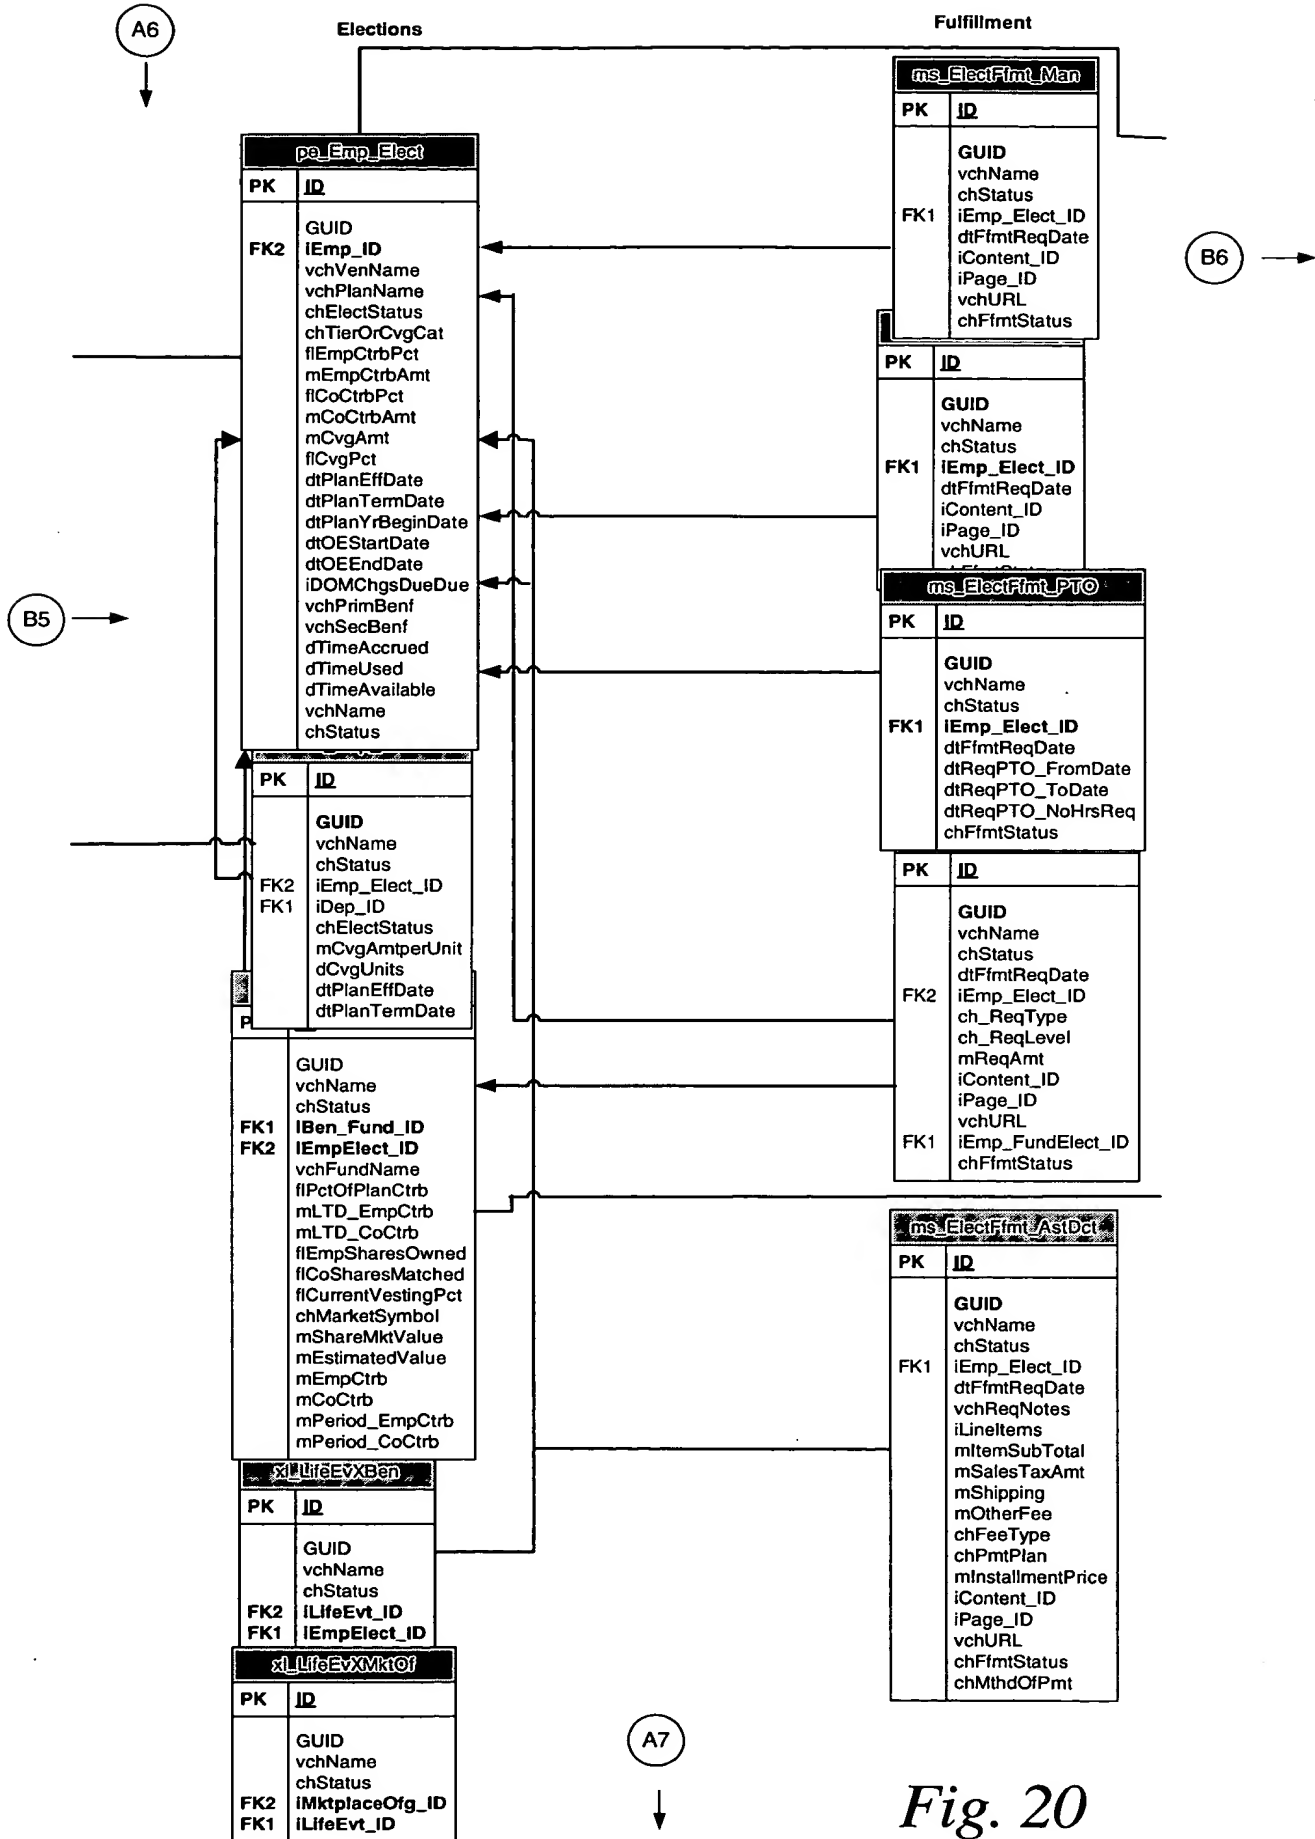 A6
Elections
Fulfillment
pe_Emp_Elect
PK ID
GUID
FK2 iEmp_ID
vchVenName
vchPlanName
chElectStatus
chTierOrCvgCat
flEmpCtrbPct
mEmpCtrbAmt
flCoCtrbPct
mCoCtrbAmt
mCvgAmt
flCvgPct
dtPlanEffDate
dtPlanTermDate
dtPlanYrBeginDate
dtOEStartDate
dtOEEndDate
iDOMChgsDueDue
vchPrimBenf
vchSecBenf
dTimeAccrued
dTimeUsed
dTimeAvailable
vchName
chStatus
B5
PK ID
GUID
vchName
chStatus
FK2 iEmp_Elect_ID
FK1 iDep_ID
chElectStatus
mCvgAmtperUnit
dCvgUnits
dtPlanEffDate
dtPlanTermDate
P
GUID
vchName
chStatus
FK1 IBen_Fund_ID
FK2 IEmpElect_ID
vchFundName
flPctOfPlanCtrb
mLTD_EmpCtrb
mLTD_CoCtrb
flEmpSharesOwned
flCoSharesMatched
flCurrentVestingPct
chMarketSymbol
mShareMktValue
mEstimatedValue
mEmpCtrb
mCoCtrb
mPeriod_EmpCtrb
mPeriod_CoCtrb
xl_LifeEvXBen
PK ID
GUID
vchName
chStatus
FK2 iLifeEvt_ID
FK1 IEmpElect_ID
xl_LifeEvXMktOf
PK ID
GUID
vchName
chStatus
FK2 iMktplaceOfg_ID
FK1 iLifeEvt_ID
ms_ElectFfmt_Man
PK ID
GUID
vchName
chStatus
FK1 iEmp_Elect_ID
dtFfmtReqDate
iContent_ID
iPage_ID
vchURL
chFfmtStatus
B6
PK ID
GUID
vchName
chStatus
FK1 iEmp_Elect_ID
dtFfmtReqDate
iContent_ID
iPage_ID
vchURL
ms_ElectFfmt_PTO
PK ID
GUID
vchName
chStatus
FK1 iEmp_Elect_ID
dtFfmtReqDate
dtReqPTO_FromDate
dtReqPTO_ToDate
dtReqPTO_NoHrsReq
chFfmtStatus
PK ID
GUID
vchName
chStatus
dtFfmtReqDate
FK2 iEmp_Elect_ID
ch_ReqType
ch_ReqLevel
mReqAmt
iContent_ID
iPage_ID
vchURL
FK1 iEmp_FundElect_ID
chFfmtStatus
ms_ElectFfmt_AstDct
PK ID
GUID
vchName
chStatus
FK1 iEmp_Elect_ID
dtFfmtReqDate
vchReqNotes
iLineItems
mItemSubTotal
mSalesTaxAmt
mShipping
mOtherFee
chFeeType
chPmtPlan
mInstallmentPrice
iContent_ID
iPage_ID
vchURL
chFfmtStatus
chMthdOfPmt
A7
Fig. 20